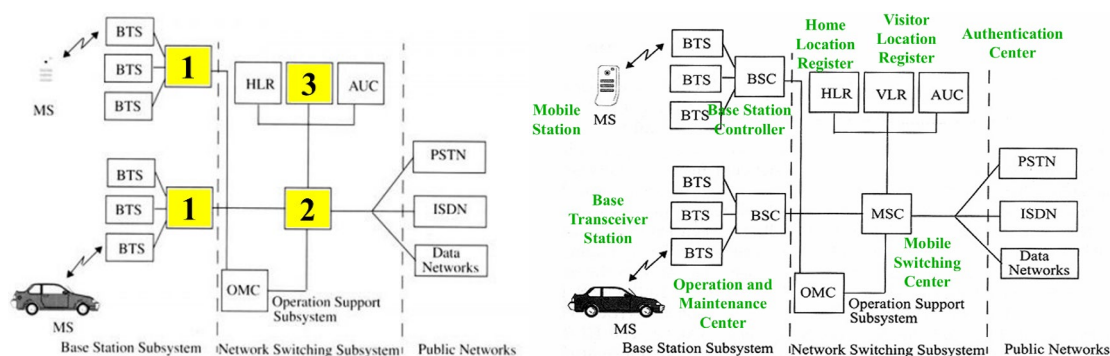 BTS
BTS
BTS
1
MS
HLR
3
AUC
BTS
BTS
BTS
1
2
PSTN
ISDN
Data
Networks
OMC
Operation Support
Subsystem
MS
Base Station Subsystem
Network Switching Subsystem
Public Networks
BTS
BTS
BTS
BSC
MS
Mobile
Station
Base Station
Controller
Home
Location
Register
Visitor
Location
Register
Authentication
Center
HLR
VLR
AUC
BTS
BTS
BTS
BSC
Base
Transceiver
Station
MSC
Mobile
Switching
Center
PSTN
ISDN
Data
Networks
Operation and
Maintenance
Center
OMC
Operation Support
Subsystem
MS
Base Station Subsystem
Network Switching Subsystem
Public Networks